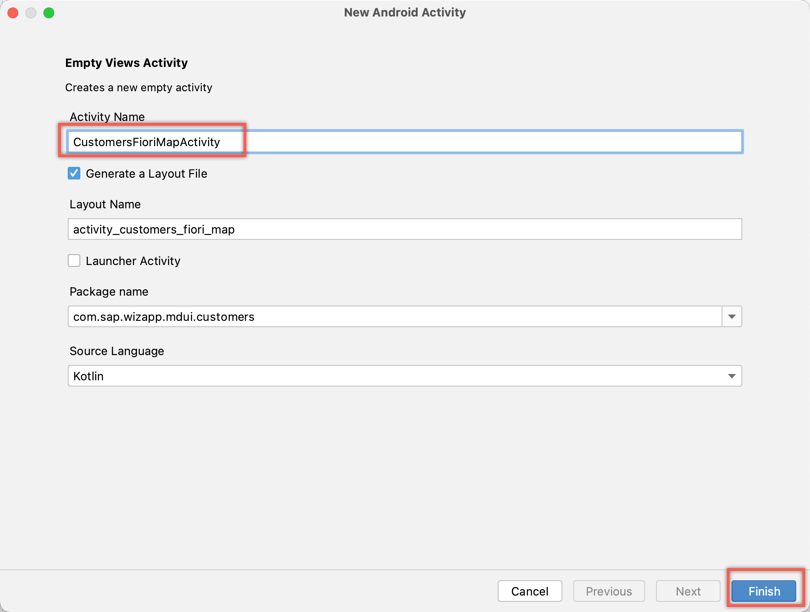 New Android Activity
Empty Views Activity
Creates a new empty activity
Activity Name
CustomersFioriMapActivity
Generate a Layout File
Layout Name
activity_customers_fiori_map
Launcher Activity
Package name
com.sap.wizapp.mdui.customers
Source Language
Kotlin
Cancel Previous Next Finish